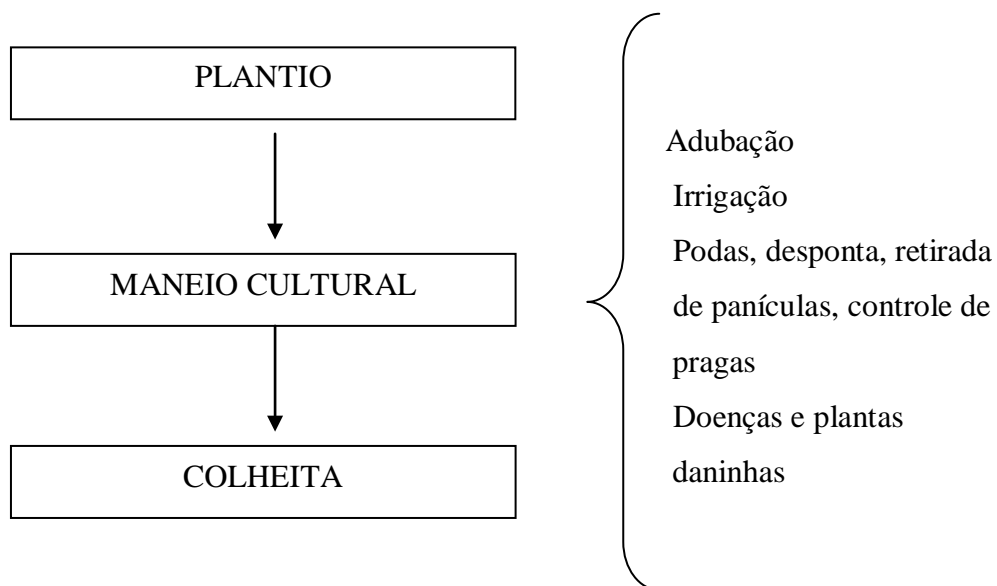 PLANTIO
MANEIO CULTURAL
COLHEITA
Adubação
Irrigação
Podas, desponta, retirada
de panículas, controle de
pragas
Doenças e plantas
daninhas